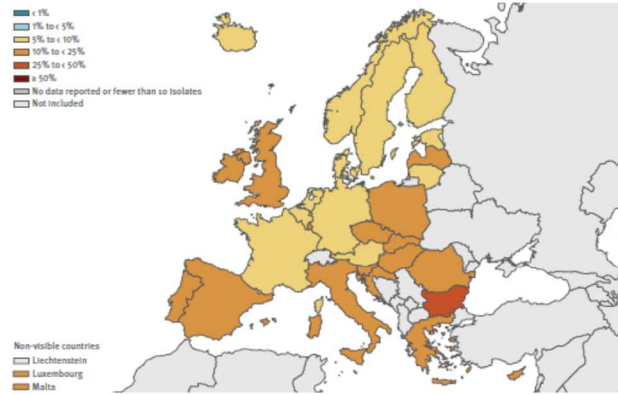 < 1%
1% to < 5%
5% to < 10%
10% to < 25%
25% to < 50%
≥ 50%
No data reported or fewer than 10 isolates
Not included
Non-visible countries
Liechtenstein
Luxembourg
Malta